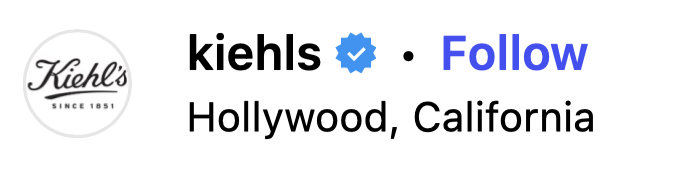 Kiehl's
SINCE 1851
kiehls • Follow
Hollywood, California